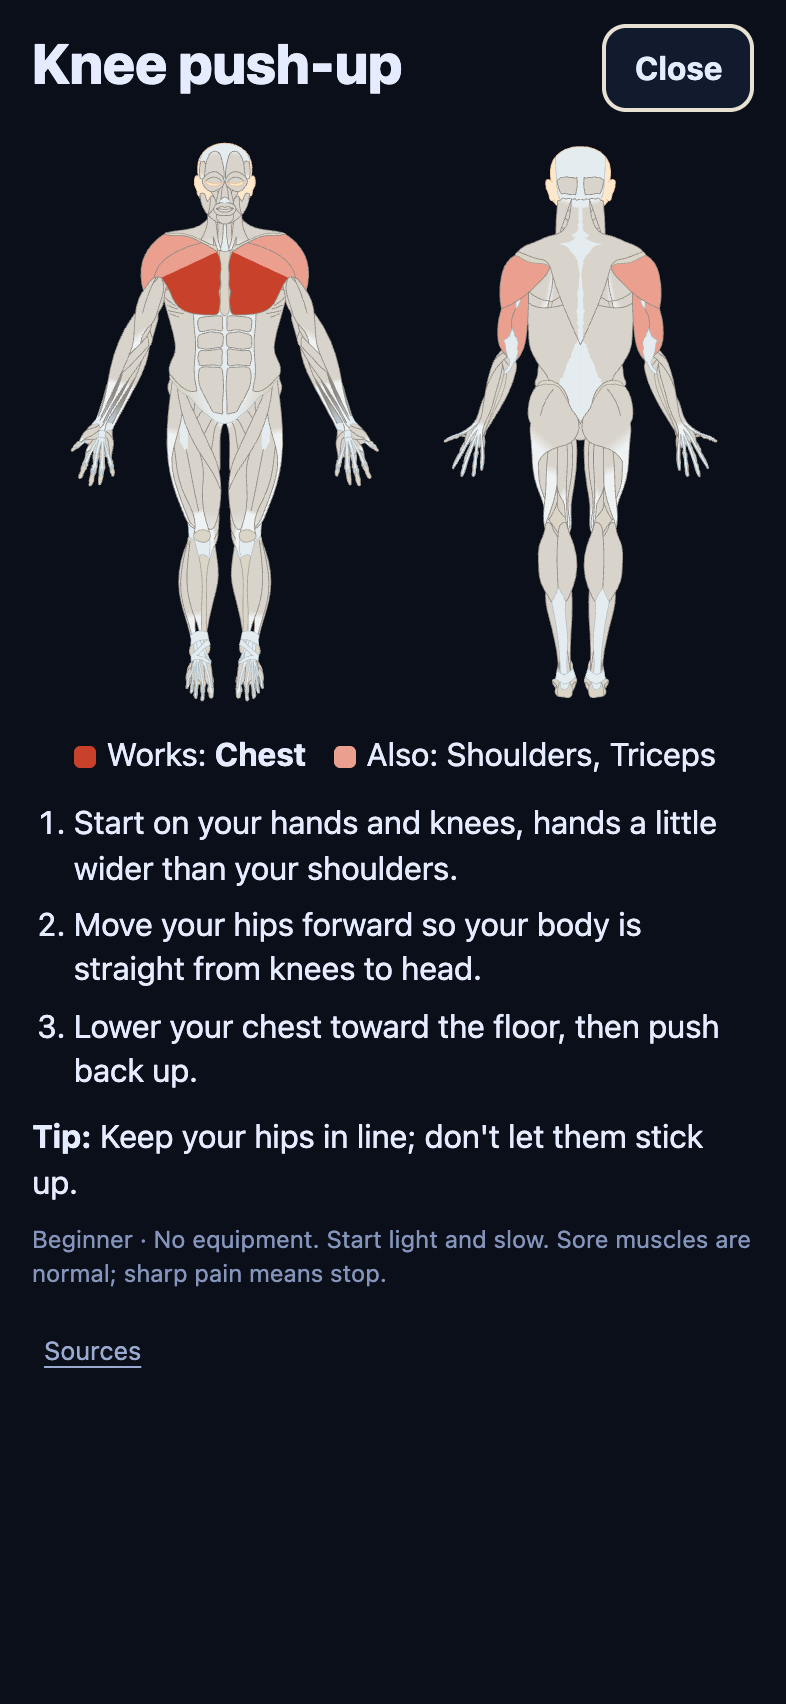 Knee push-up
Close
Works: Chest Also: Shoulders, Triceps
1. Start on your hands and knees, hands a little
wider than your shoulders.
2. Move your hips forward so your body is
straight from knees to head.
3. Lower your chest toward the floor, then push
back up.
Tip: Keep your hips in line; don't let them stick
up.
Beginner · No equipment. Start light and slow. Sore muscles are
normal; sharp pain means stop.
Sources